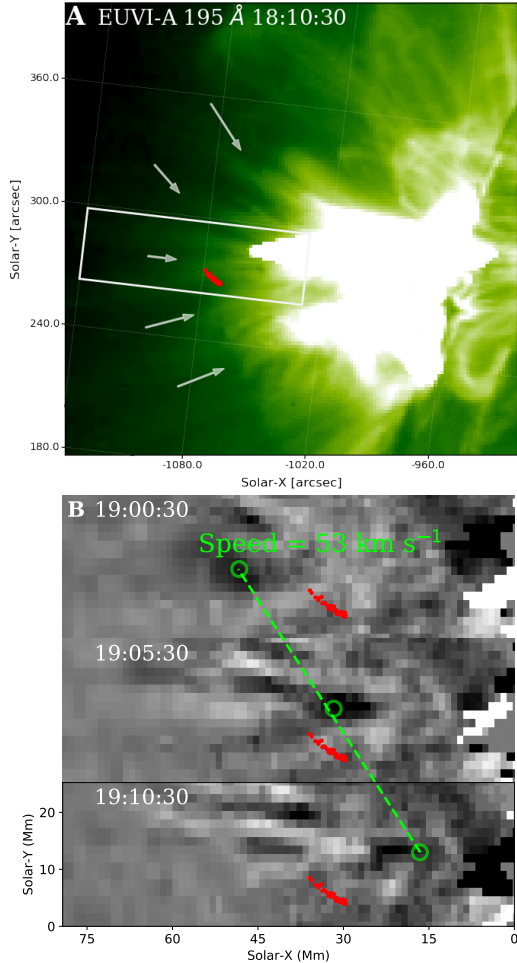 A EUVI-A 195 Å 18:10:30
360.0
300.0
240.0
180.0
Solar-Y [arcsec]
-1080.0 -1020.0 -960.0
Solar-X [arcsec]
B 19:00:30
Speed = 53 km s⁻¹
19:05:30
19:10:30
20
10
0
Solar-Y (Mm)
75 60 45 30 15 0
Solar-X (Mm)